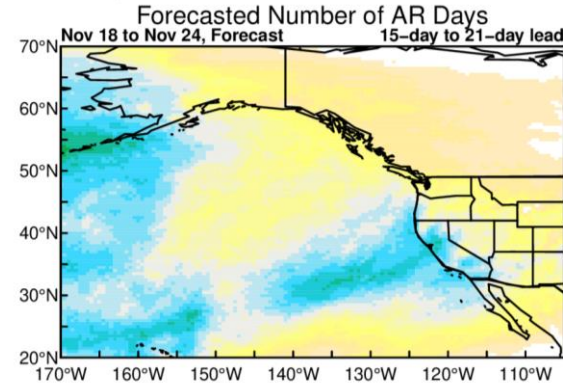 Forecasted Number of AR Days
Nov 18 to Nov 24, Forecast 15-day to 21-day lead
70°N
60°N
50°N
40°N
30°N
20°N
170°W 160°W 150°W 140°W 130°W 120°W 110°W